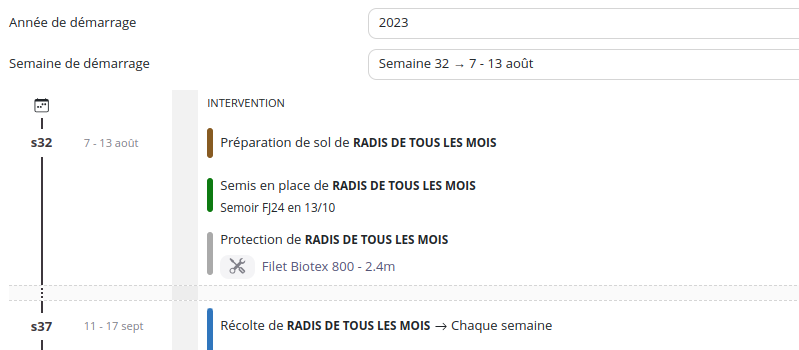 Année de démarrage
2023
Semaine de démarrage
Semaine 32 → 7 - 13 août
INTERVENTION
s32
7 - 13 août
Préparation de sol de RADIS DE TOUS LES MOIS
Semis en place de RADIS DE TOUS LES MOIS
Semoir FJ24 en 13/10
Protection de RADIS DE TOUS LES MOIS
Filet Biotex 800 - 2.4m
s37
11 - 17 sept
Récolte de RADIS DE TOUS LES MOIS → Chaque semaine